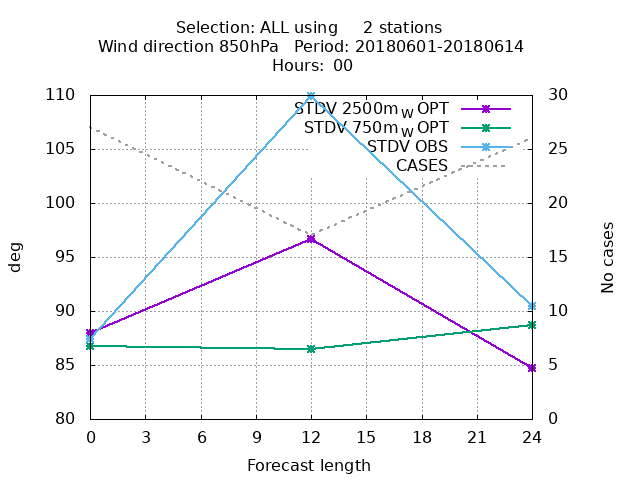 Selection: ALL using 2 stations
Wind direction 850hPa Period: 20180601-20180614
Hours: 00
110 30
STDV 2500m_W OPT
STDV 750m_W OPT
105 25
STDV OBS
CASES
100 20
95 15
90 10
85 5
80 0
deg
No cases
0 3 6 9 12 15 18 21 24
Forecast length